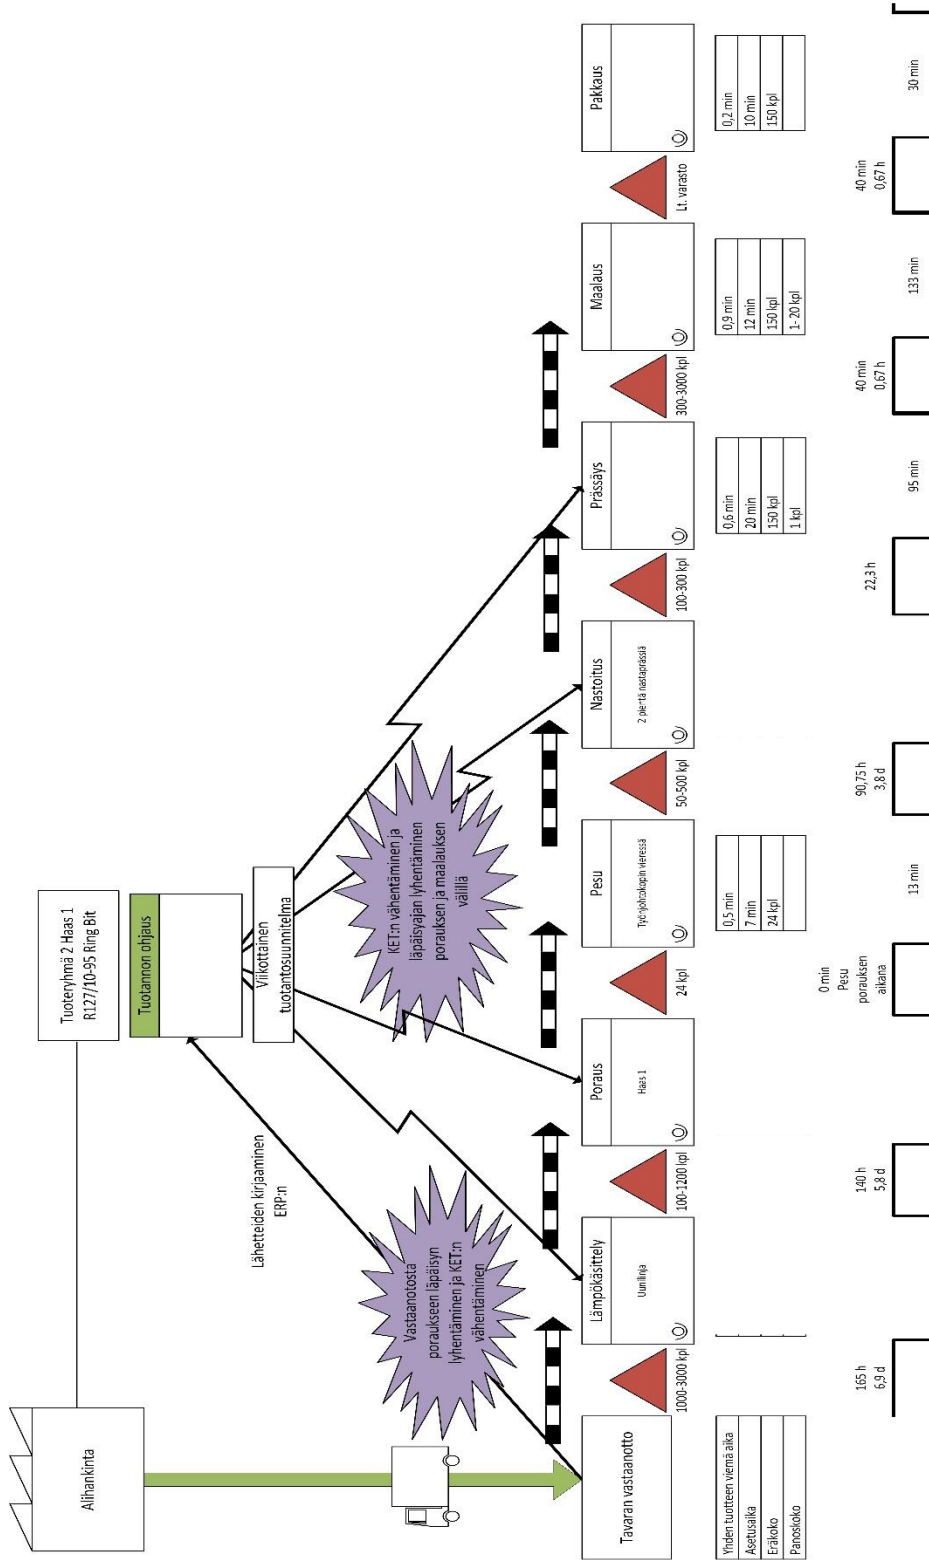 Alihankinta
Tuoteryhmä 2 Haas 1
R127/10-95 Ring Bit
Tuotannon ohjaus
Viikottainen
tuotantosuunnitelma
Lähetteiden kirjaaminen
ERP:n
Vastaanotosta
poraukseen läpäisyn
lyhentäminen ja KET:n
vähentäminen
KET:n vähentäminen ja
läpäisyajan lyhentäminen
porauksen ja maalauksen
välillä
Tavaran vastaanotto
1000-3000 kpl
Lämpökäsittely
Uunilinja
100-1200 kpl
Poraus
Haas 1
24 kpl
Pesu
Työnjohtokopin vieressä
50-500 kpl
Nastoitus
2 pientä nastaprässiä
100-300 kpl
Prässäys
300-3000 kpl
Maalaus
Lt. varasto
Pakkaus
Yhden tuotteen viemä aika
Asetusaika
Eräkoko
Panoskoko
0,5 min
7 min
24 kpl
0,6 min
20 min
150 kpl
1 kpl
0,9 min
12 min
150 kpl
1- 20 kpl
0,2 min
10 min
150 kpl
165 h
6,9 d
140 h
5,8 d
0 min
Pesu
porauksen
aikana
13 min
90,75 h
3,8 d
22,3 h
95 min
40 min
0,67 h
133 min
40 min
0,67 h
30 min